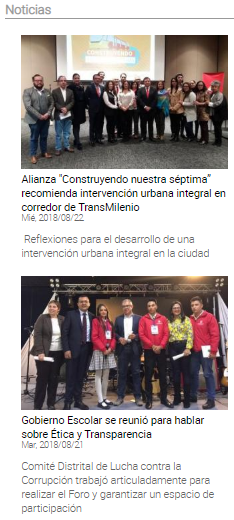 Noticias
CONSTRUYENDO
Alianza "Construyendo nuestra séptima"
recomienda intervención urbana integral en
corredor de TransMilenio
Mié, 2018/08/22
Reflexiones para el desarrollo de una
intervención urbana integral en la ciudad
Gobierno Escolar se reunió para hablar
sobre Ética y Transparencia
Mar, 2018/08/21
Comité Distrital de Lucha contra la
Corrupción trabajó articuladamente para
realizar el Foro y garantizar un espacio de
participación